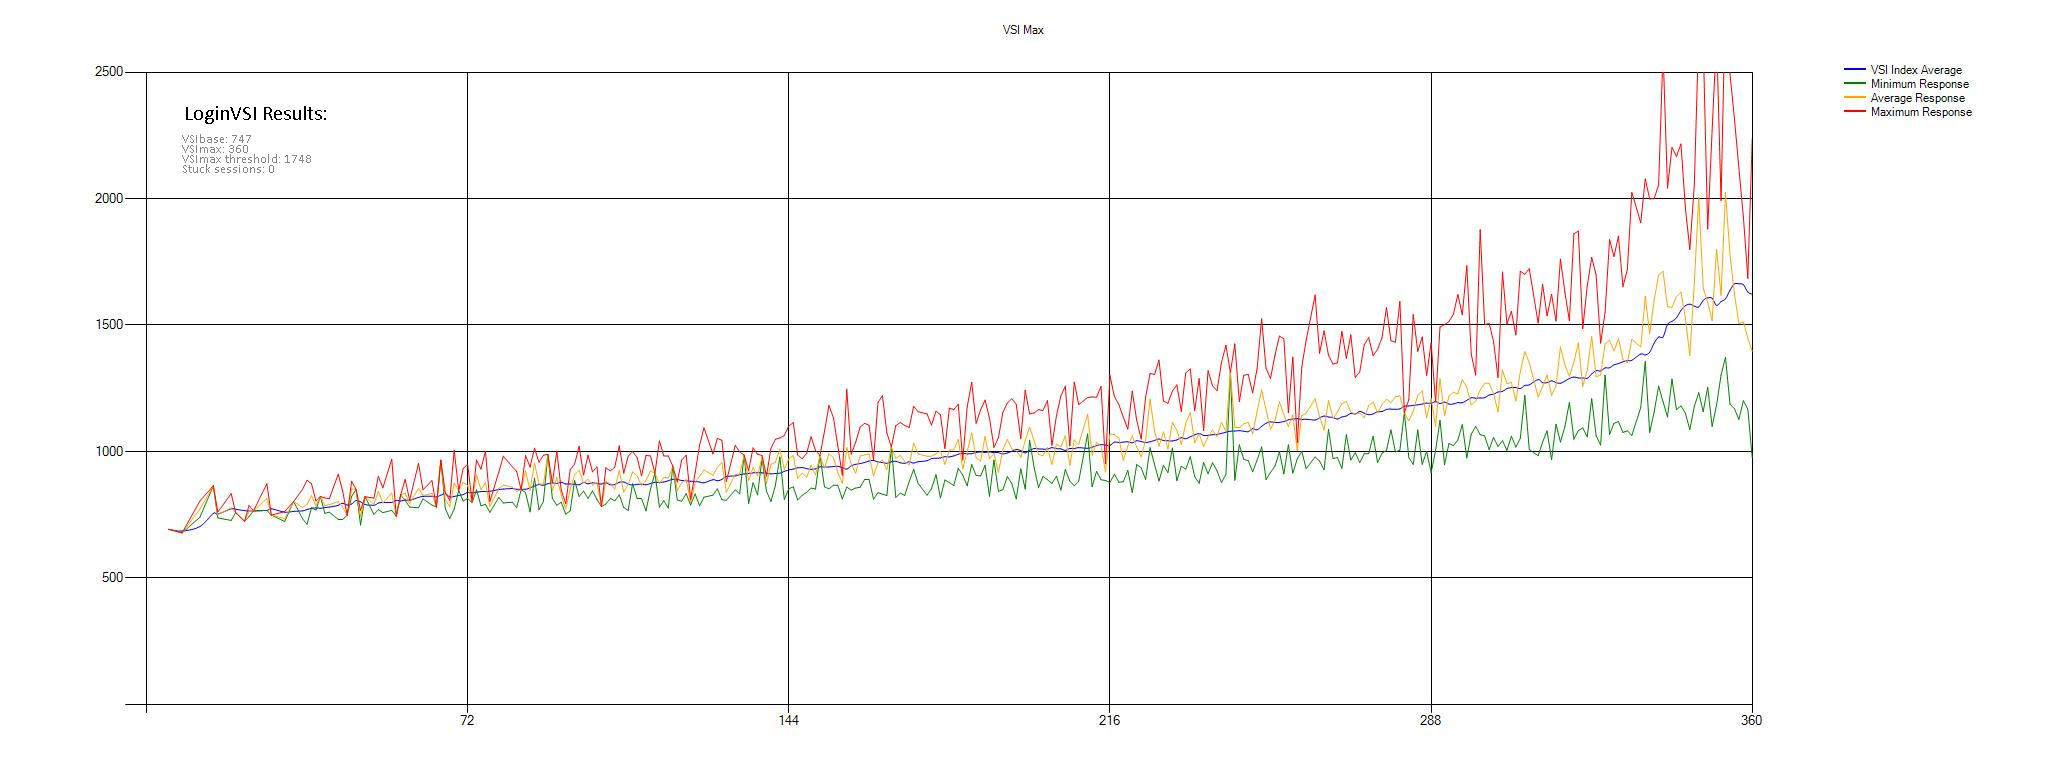 VSI Max
2500
2000
1500
1000
500
LoginVSI Results:
VSIbase: 747
VSImax: 360
VSImax threshold: 1748
Stuck sessions: 0
VSI Index Average
Minimum Response
Average Response
Maximum Response
72
144
216
288
360